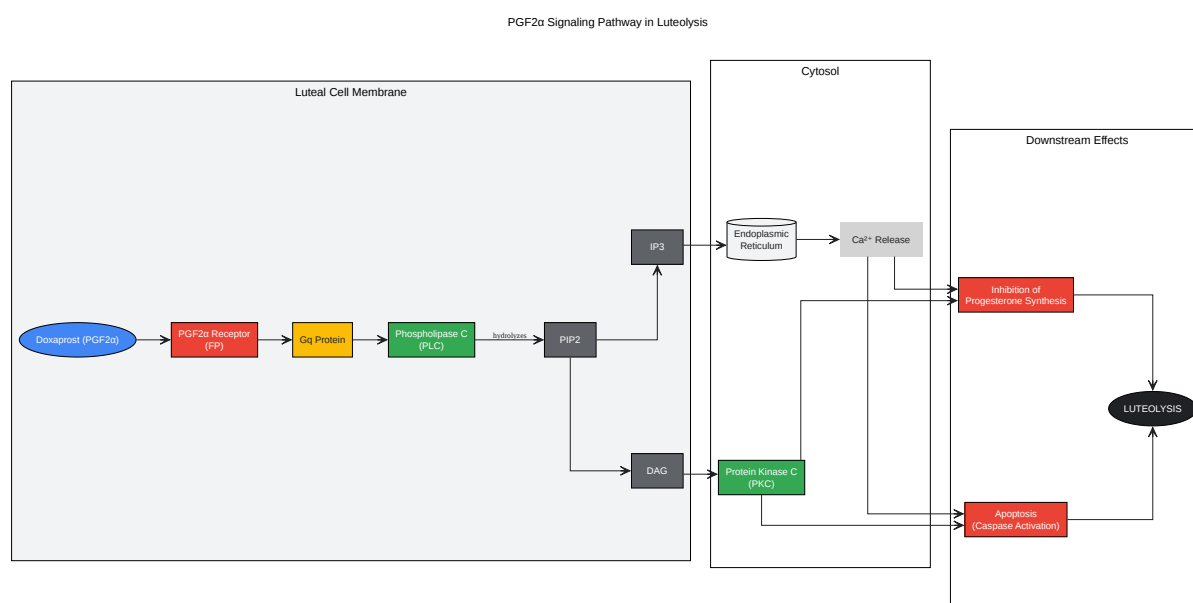 PGF2α Signaling Pathway in Luteolysis
Cytosol
Luteal Cell Membrane
Downstream Effects
Endoplasmic
Reticulum
Ca²⁺ Release
IP3
Inhibition of
Progesterone Synthesis
Doxaprost (PGF2α)
PGF2α Receptor
(FP)
Gq Protein
Phospholipase C
(PLC)
hydrolyzes
PIP2
LUTEOLYSIS
DAG
Protein Kinase C
(PKC)
Apoptosis
(Caspase Activation)